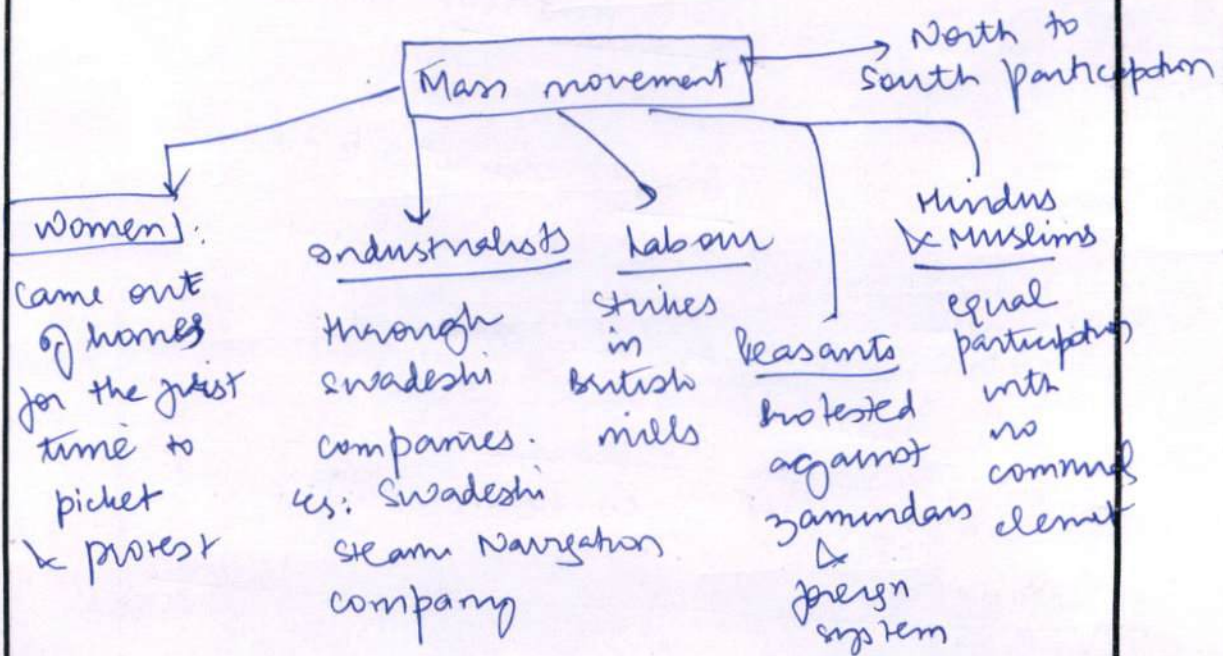 Mass movement
North to
South participation
Women:
came out
of homes
for the first
time to
picket
& protest
Industrialists
through
swadeshi
companies.
eg: Swadeshi
steam Navigation
company
Labour
strikes
in
British
mills
Peasants
protested
against
zamindars
&
foreign
system
Hindus
& Muslims
equal
participation
with
no
communal
element